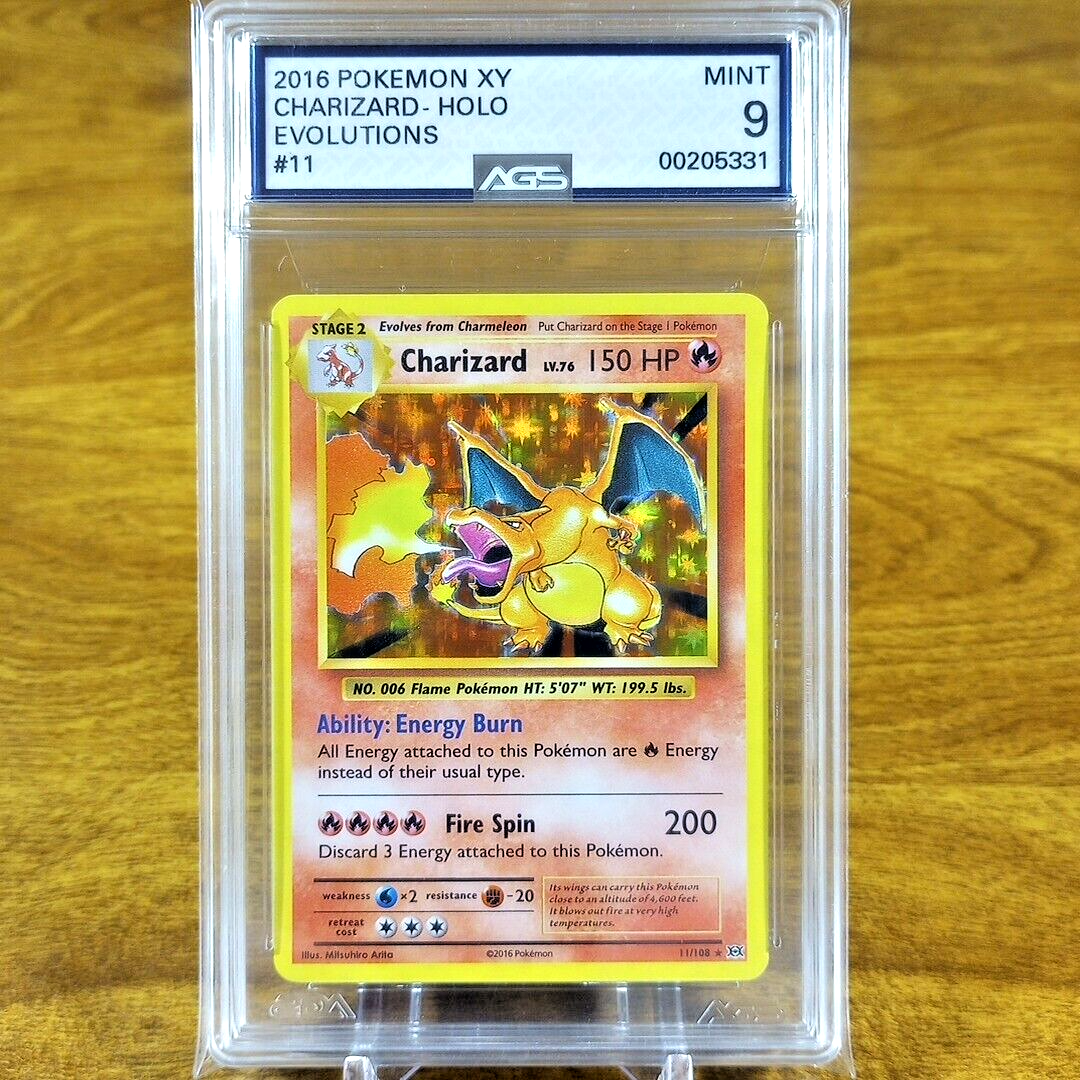 2016 POKEMON XY
CHARIZARD- HOLO
EVOLUTIONS
#11
MINT
9
00205331
AGS
STAGE 2 Evolves from Charmeleon Put Charizard on the Stage 1 Pokémon
Charizard LV.76 150 HP
NO. 006 Flame Pokémon HT: 5'07" WT: 199.5 lbs.
Ability: Energy Burn
All Energy attached to this Pokémon are Energy
instead of their usual type.
Fire Spin 200
Discard 3 Energy attached to this Pokémon.
weakness ×2 resistance -20
retreat
cost
Its wings can carry this Pokémon
close to an altitude of 4,600 feet.
It blows out fire at very high
temperatures.
Illus. Mitsuhiro Arita ©2016 Pokémon 11/108 ★